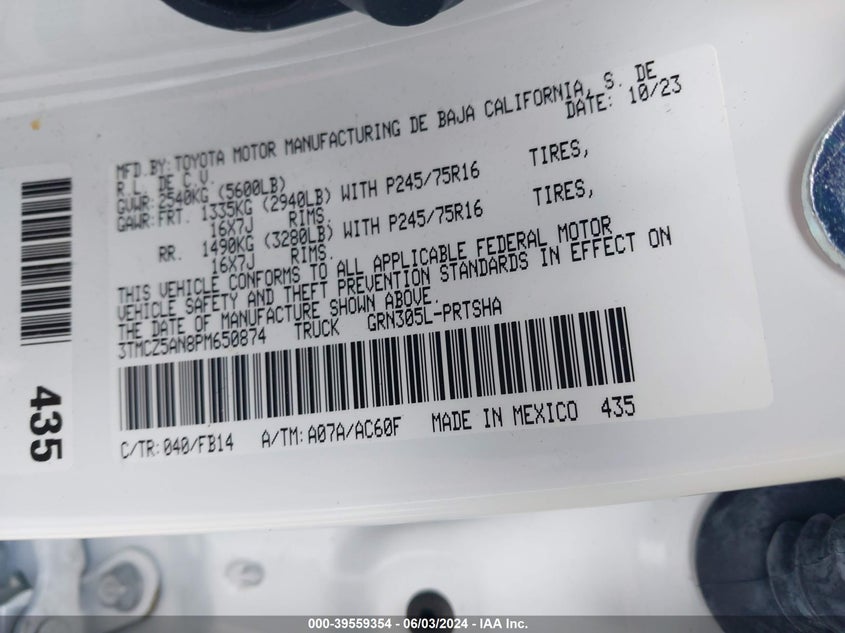 MFD.BY:TOYOTA MOTOR MANUFACTURING DE BAJA CALIFORNIA, S. DE
R.L. DE C.V. DATE: 10/23
GVWR:2540KG (5600LB)
GAWR:FRT. 1335KG (2940LB) WITH P245/75R16 TIRES,
16X7J RIMS.
RR. 1490KG (3280LB) WITH P245/75R16 TIRES,
16X7J RIMS.
THIS VEHICLE CONFORMS TO ALL APPLICABLE FEDERAL MOTOR
VEHICLE SAFETY AND THEFT PREVENTION STANDARDS IN EFFECT ON
THE DATE OF MANUFACTURE SHOWN ABOVE.
3TMCZ5AN8PM650874 TRUCK GRN305L-PRTSHA
C/TR:040/FB14 A/TM:A07A/AC60F MADE IN MEXICO 435
435
000-39559354 - 06/03/2024 - IAA Inc.